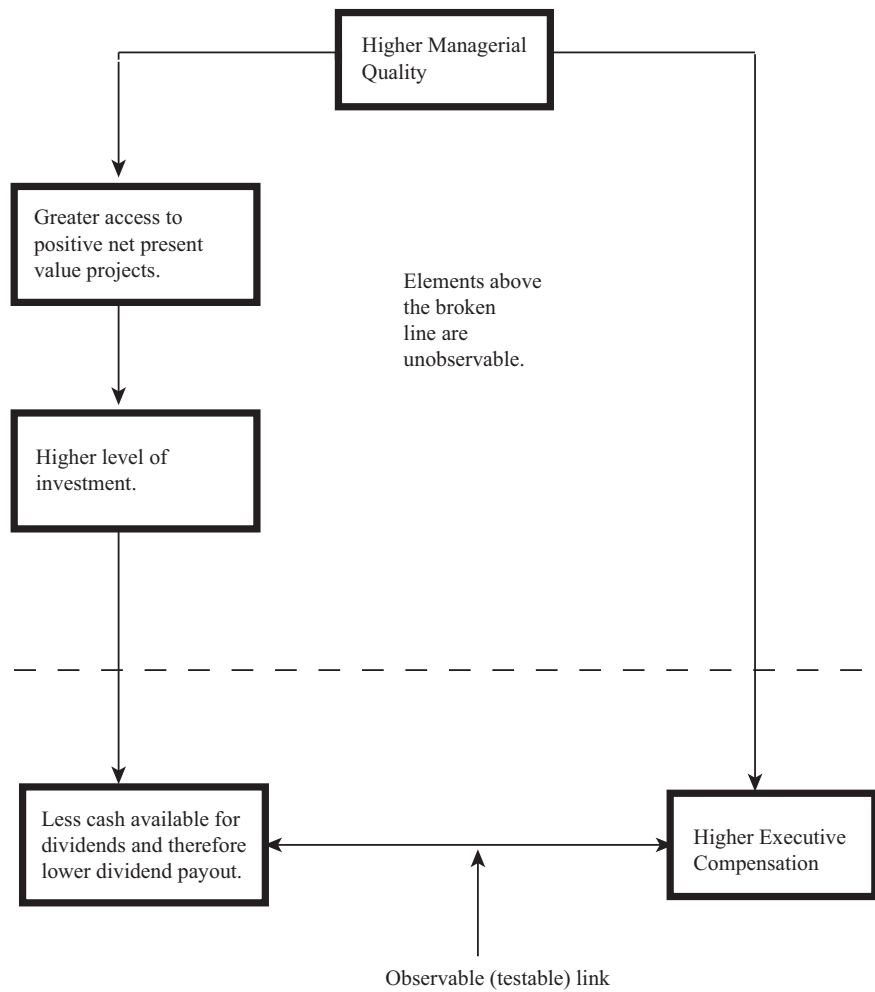 Higher Managerial
Quality
Greater access to
positive net present
value projects.
Elements above
the broken
line are
unobservable.
Higher level of
investment.
Less cash available for
dividends and therefore
lower dividend payout.
Higher Executive
Compensation
Observable (testable) link